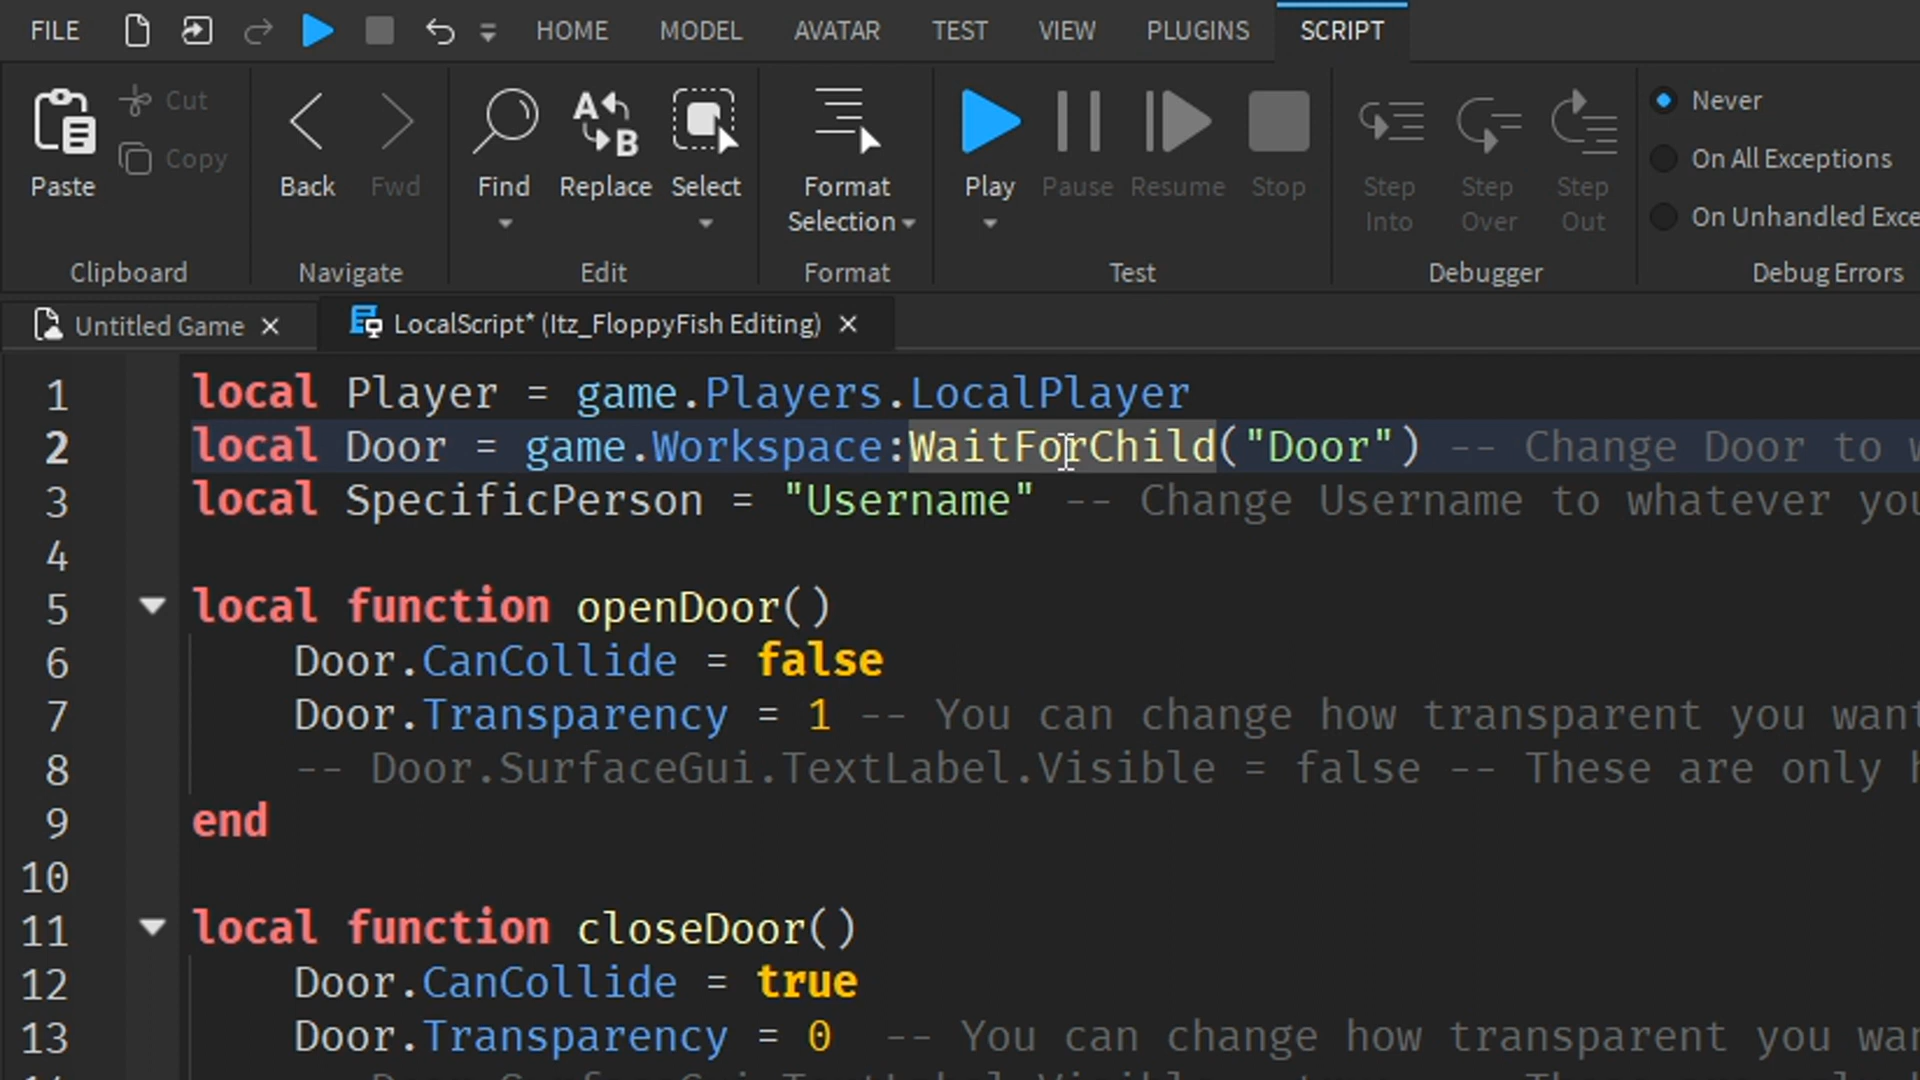 FILE HOME MODEL AVATAR TEST VIEW PLUGINS SCRIPT
Paste
Cut
Copy
Clipboard
Back
Fwd
Navigate
Find
A B
Replace
Select
Edit
Format
Selection
Format
Play
Pause
Resume
Stop
Test
Step
Into
Step
Over
Step
Out
Debugger
Never
On All Exceptions
On Unhandled Exce
Debug Errors
Untitled Game
LocalScript* (Itz_FloppyFish Editing)
1 local Player = game.Players.LocalPlayer
2 local Door = game.Workspace:WaitForChild("Door") -- Change Door to w
3 local SpecificPerson = "Username" -- Change Username to whatever you
4
5 local function openDoor()
6 Door.CanCollide = false
7 Door.Transparency = 1 -- You can change how transparent you want
8 -- Door.SurfaceGui.TextLabel.Visible = false -- These are only h
9 end
10
11 local function closeDoor()
12 Door.CanCollide = true
13 Door.Transparency = 0 -- You can change how transparent you wan